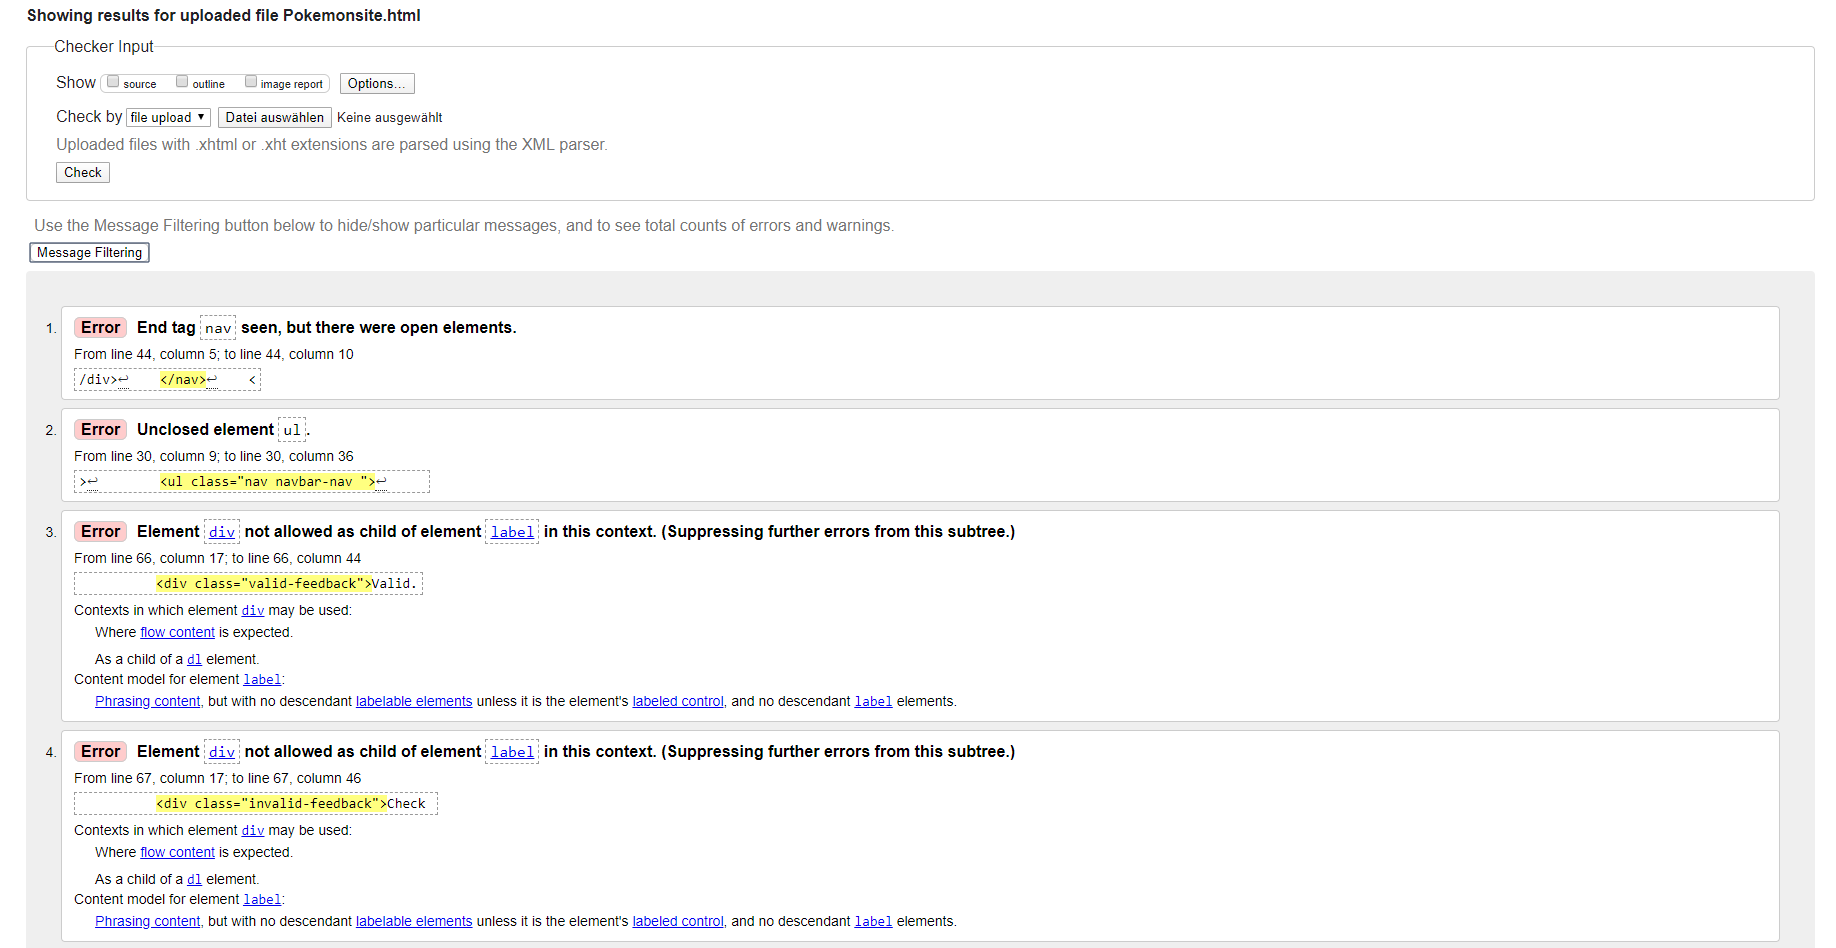 Showing results for uploaded file Pokemonsite.html
Checker Input
Show source outline image report Options...
Check by file upload ▼ Datei auswählen Keine ausgewählt
Uploaded files with .xhtml or .xht extensions are parsed using the XML parser.
Check
Use the Message Filtering button below to hide/show particular messages, and to see total counts of errors and warnings.
Message Filtering
1. Error End tag nav seen, but there were open elements.
From line 44, column 5; to line 44, column 10
/div>↩ </nav>↩ <
2. Error Unclosed element ul.
From line 30, column 9; to line 30, column 36
>↩ <ul class="nav navbar-nav ">↩
3. Error Element div not allowed as child of element label in this context. (Suppressing further errors from this subtree.)
From line 66, column 17; to line 66, column 44
<div class="valid-feedback">Valid.
Contexts in which element div may be used:
Where flow content is expected.
As a child of a dl element.
Content model for element label:
Phrasing content, but with no descendant labelable elements unless it is the element's labeled control, and no descendant label elements.
4. Error Element div not allowed as child of element label in this context. (Suppressing further errors from this subtree.)
From line 67, column 17; to line 67, column 46
<div class="invalid-feedback">Check
Contexts in which element div may be used:
Where flow content is expected.
As a child of a dl element.
Content model for element label:
Phrasing content, but with no descendant labelable elements unless it is the element's labeled control, and no descendant label elements.